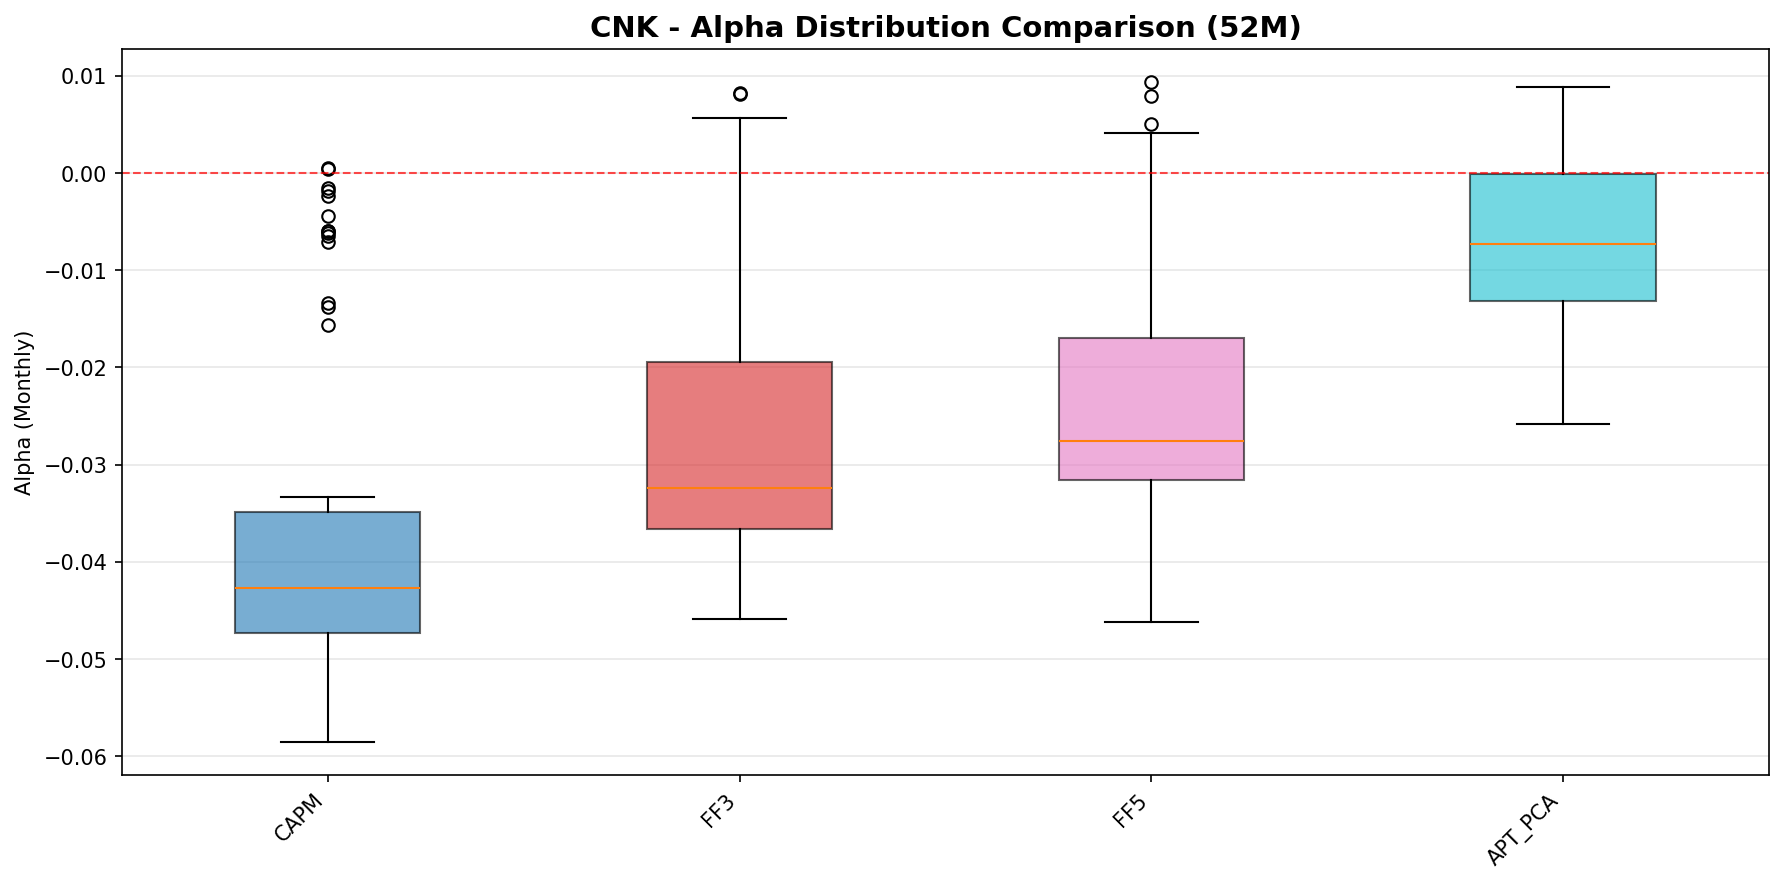 CNK - Alpha Distribution Comparison (52M)
Alpha (Monthly)
0.01
0.00
−0.01
−0.02
−0.03
−0.04
−0.05
−0.06
CAPM
FF3
FF5
APT_PCA